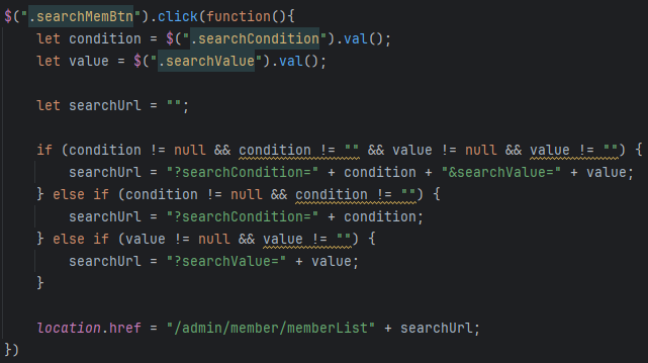 $(".searchMemBtn").click(function(){
    let condition = $(".searchCondition").val();
    let value = $(".searchValue").val();

    let searchUrl = "";

    if (condition != null && condition != "" && value != null && value != "") {
        searchUrl = "?searchCondition=" + condition + "&searchValue=" + value;
    } else if (condition != null && condition != "") {
        searchUrl = "?searchCondition=" + condition;
    } else if (value != null && value != "") {
        searchUrl = "?searchValue=" + value;
    }

    location.href = "/admin/member/memberList" + searchUrl;
})